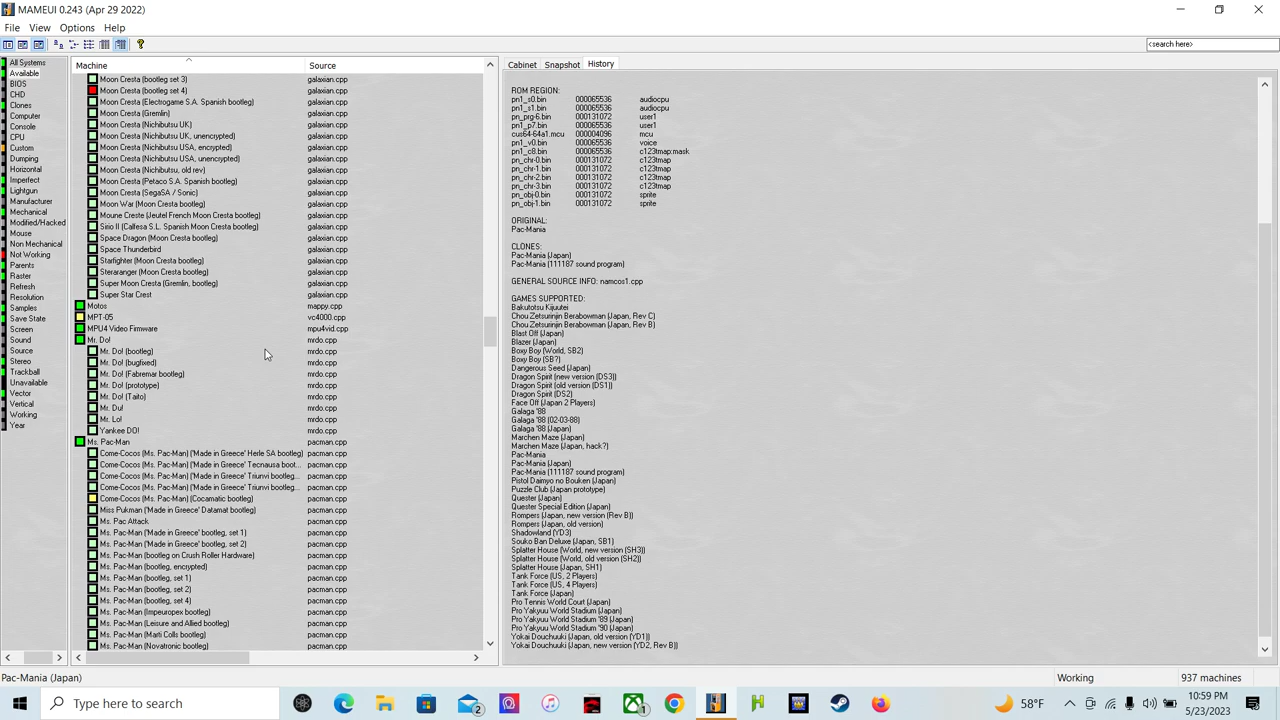 MAMEUI 0.243 (Apr 29 2022)
File View Options Help
<search here>
All Systems
Available
BIOS
CHD
Clones
Computer
Console
CPU
Custom
Dumping
Horizontal
Imperfect
Lightgun
Manufacturer
Mechanical
Modified/Hacked
Mouse
Non Mechanical
Not Working
Parents
Raster
Refresh
Resolution
Samples
Save State
Screen
Sound
Source
Stereo
Trackball
Unavailable
Vector
Vertical
Working
Year
Machine Source
Moon Cresta (bootleg set 3) galaxian.cpp
Moon Cresta (bootleg set 4) galaxian.cpp
Moon Cresta (Electrogame S.A. Spanish bootleg) galaxian.cpp
Moon Cresta (Gremlin) galaxian.cpp
Moon Cresta (Nichibutsu UK) galaxian.cpp
Moon Cresta (Nichibutsu UK, unencrypted) galaxian.cpp
Moon Cresta (Nichibutsu USA, encrypted) galaxian.cpp
Moon Cresta (Nichibutsu USA, unencrypted) galaxian.cpp
Moon Cresta (Nichibutsu, old rev) galaxian.cpp
Moon Cresta (Petaco S.A. Spanish bootleg) galaxian.cpp
Moon Cresta (SegaSA / Sonic) galaxian.cpp
Moon War (Moon Cresta bootleg) galaxian.cpp
Moune Creste (Jeutel French Moon Cresta bootleg) galaxian.cpp
Sirio II (Calfesa S.L. Spanish Moon Cresta bootleg) galaxian.cpp
Space Dragon (Moon Cresta bootleg) galaxian.cpp
Space Thunderbird galaxian.cpp
Starfighter (Moon Cresta bootleg) galaxian.cpp
Steraranger (Moon Cresta bootleg) galaxian.cpp
Super Moon Cresta (Gremlin, bootleg) galaxian.cpp
Super Star Crest galaxian.cpp
Motos mappy.cpp
MPT-05 vc4000.cpp
MPU4 Video Firmware mpu4vid.cpp
Mr. Do! mrdo.cpp
Mr. Do! (bootleg) mrdo.cpp
Mr. Do! (bugfixed) mrdo.cpp
Mr. Do! (Fabremar bootleg) mrdo.cpp
Mr. Do! (prototype) mrdo.cpp
Mr. Do! (Taito) mrdo.cpp
Mr. Du! mrdo.cpp
Mr. Lo! mrdo.cpp
Yankee DO! mrdo.cpp
Ms. Pac-Man pacman.cpp
Come-Cocos (Ms. Pac-Man) ('Made in Greece' Herle SA bootleg) pacman.cpp
Come-Cocos (Ms. Pac-Man) ('Made in Greece' Tecnausa boot... pacman.cpp
Come-Cocos (Ms. Pac-Man) ('Made in Greece' Triunvi bootleg... pacman.cpp
Come-Cocos (Ms. Pac-Man) ('Made in Greece' Triunvi bootleg... pacman.cpp
Come-Cocos (Ms. Pac-Man) (Cocamatic bootleg) pacman.cpp
Miss Pukman ('Made in Greece' Datamat bootleg) pacman.cpp
Ms. Pac Attack pacman.cpp
Ms. Pac-Man ('Made in Greece' bootleg, set 1) pacman.cpp
Ms. Pac-Man ('Made in Greece' bootleg, set 2) pacman.cpp
Ms. Pac-Man (bootleg on Crush Roller Hardware) pacman.cpp
Ms. Pac-Man (bootleg, encrypted) pacman.cpp
Ms. Pac-Man (bootleg, set 1) pacman.cpp
Ms. Pac-Man (bootleg, set 2) pacman.cpp
Ms. Pac-Man (bootleg, set 4) pacman.cpp
Ms. Pac-Man (Impeuropex bootleg) pacman.cpp
Ms. Pac-Man (Leisure and Allied bootleg) pacman.cpp
Ms. Pac-Man (Marti Colls bootleg) pacman.cpp
Ms. Pac-Man (Novatronic bootleg) pacman.cpp
Cabinet Snapshot History
ROM REGION:
pn1_s0.bin 000065536 audiocpu
pn1_s1.bin 000065536 audiocpu
pn_prg-6.bin 000131072 user1
pn1_p7.bin 000065536 user1
cus64-64a1.mcu 000004096 mcu
pn1_v0.bin 000065536 voice
pn1_c8.bin 000065536 c123tmap:mask
pn_chr-0.bin 000131072 c123tmap
pn_chr-1.bin 000131072 c123tmap
pn_chr-2.bin 000131072 c123tmap
pn_chr-3.bin 000131072 c123tmap
pn_obj-0.bin 000131072 sprite
pn_obj-1.bin 000131072 sprite
ORIGINAL:
Pac-Mania
CLONES:
Pac-Mania (Japan)
Pac-Mania (111187 sound program)
GENERAL SOURCE INFO: namcos1.cpp
GAMES SUPPORTED:
Bakutotsu Kijuutei
Chou Zetsurinjin Berabowman (Japan, Rev C)
Chou Zetsurinjin Berabowman (Japan, Rev B)
Blast Off (Japan)
Blazer (Japan)
Boxy Boy (World, SB2)
Boxy Boy (SB?)
Dangerous Seed (Japan)
Dragon Spirit (new version (DS3)
Dragon Spirit (old version (DS1)
Dragon Spirit (DS2)
Face Off (Japan 2 Players)
Galaga '88
Galaga '88 (02-03-88)
Galaga '88 (Japan)
Marchen Maze (Japan)
Marchen Maze (Japan, hack?)
Pac-Mania
Pac-Mania (Japan)
Pac-Mania (111187 sound program)
Pistol Daimyo no Bouken (Japan)
Puzzle Club (Japan prototype)
Quester (Japan)
Quester Special Edition (Japan)
Rompers (Japan, new version (Rev B))
Rompers (Japan, old version)
Shadowland (YD3)
Souko Ban Deluxe (Japan, SB1)
Splatter House (World, new version (SH3))
Splatter House (World, old version (SH2))
Splatter House (Japan, SH1)
Tank Force (US, 2 Players)
Tank Force (US, 4 Players)
Tank Force (Japan)
Pro Tennis World Court (Japan)
Pro Yakyuu World Stadium (Japan)
Pro Yakyuu World Stadium '89 (Japan)
Pro Yakyuu World Stadium '90 (Japan)
Yokai Douchuuki (Japan, old version (YD1))
Yokai Douchuuki (Japan, new version (YD2, Rev B))
Pac-Mania (Japan) Working 937 machines
Type here to search
2
1
58°F
10:59 PM
5/23/2023